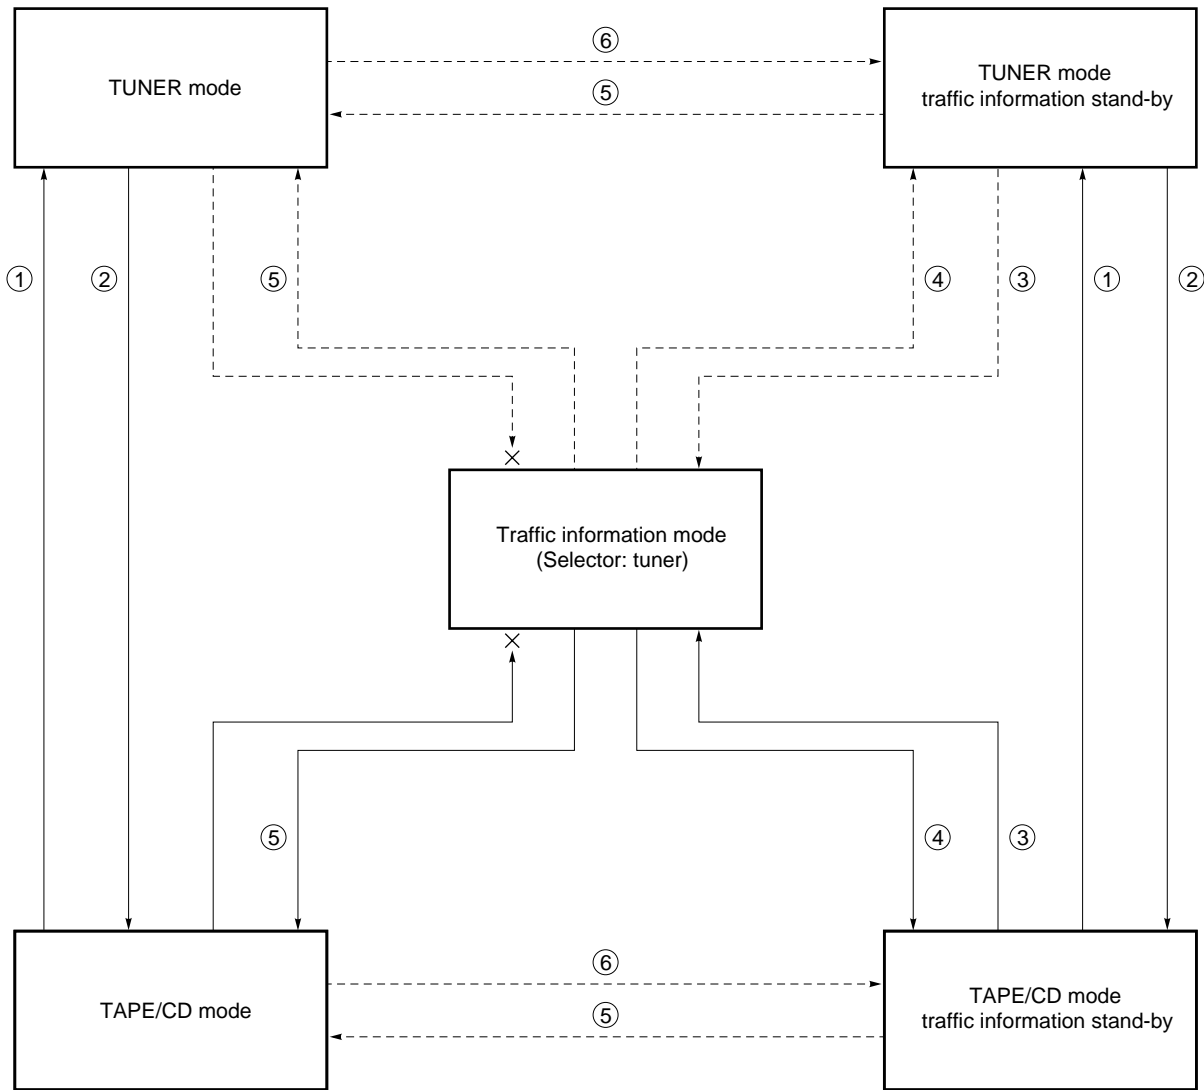 ⑥
TUNER mode
TUNER mode
traffic information stand-by
⑤
①
②
⑤
④
③
①
②
×
Traffic information mode
(Selector: tuner)
×
⑤
④
③
⑥
TAPE/CD mode
TAPE/CD mode
traffic information stand-by
⑤